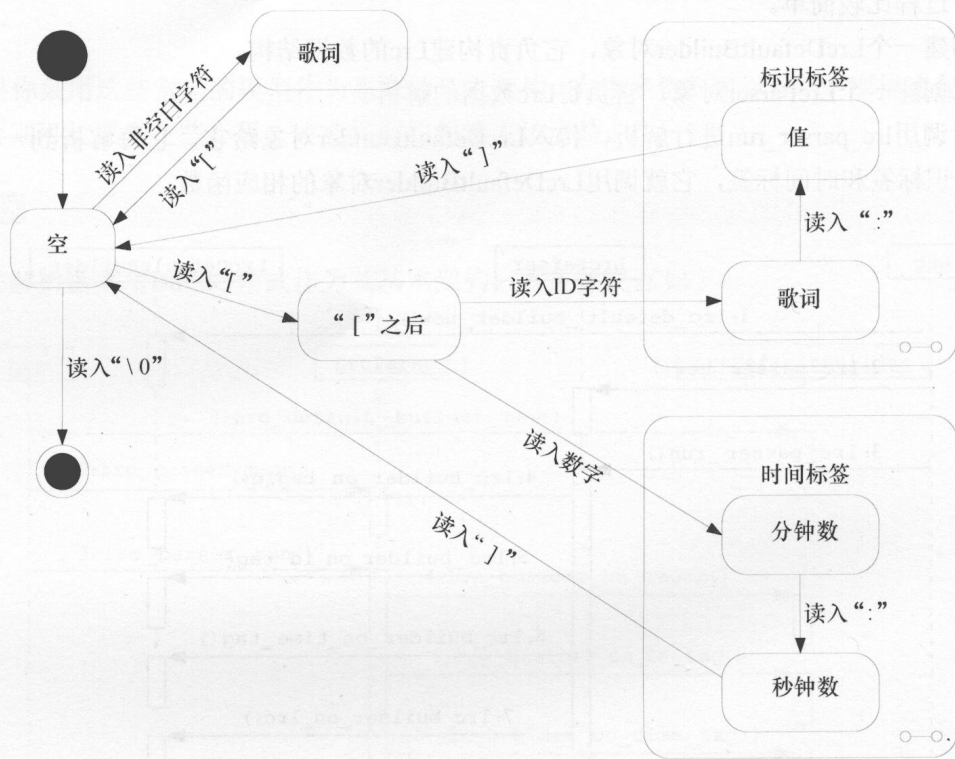 歌词
标识标签
值
读入非空白字符
读入“[”
读入“]”
读入“:”
空
读入“[”
“[”之后
读入ID字符
歌词
读入“\0”
读入数字
时间标签
分钟数
读入“]”
读入“:”
秒钟数